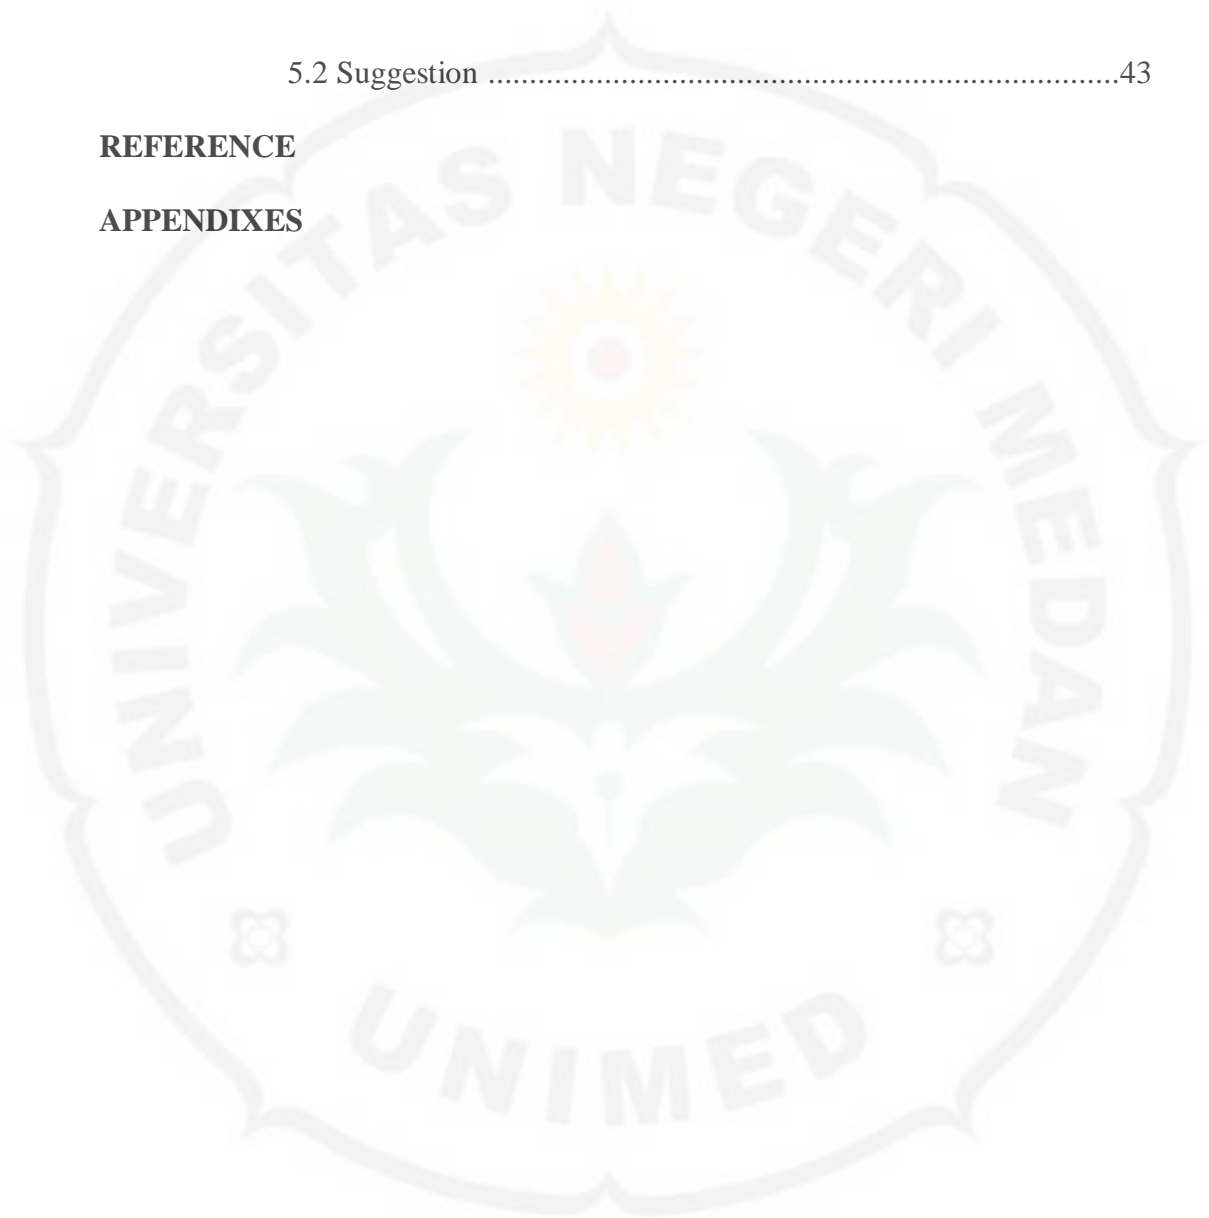 5.2 Suggestion ............................................................................43
REFERENCE
APPENDIXES
UNIVERSITAS NEGERI MEDAN
UNIMED